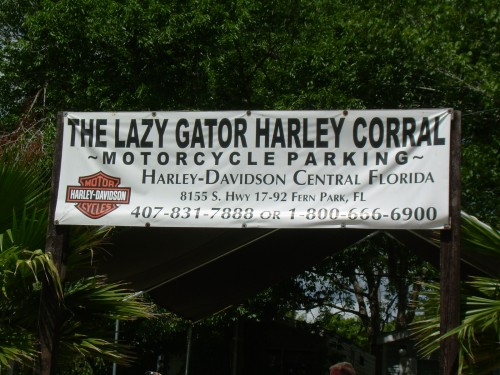 THE LAZY GATOR HARLEY CORRAL
~MOTORCYCLE PARKING~
HARLEY-DAVIDSON CENTRAL FLORIDA
8155 S. HWY 17-92 FERN PARK, FL
407-831-7888 OR 1-800-666-6900
MOTOR
HARLEY-DAVIDSON
CYCLES